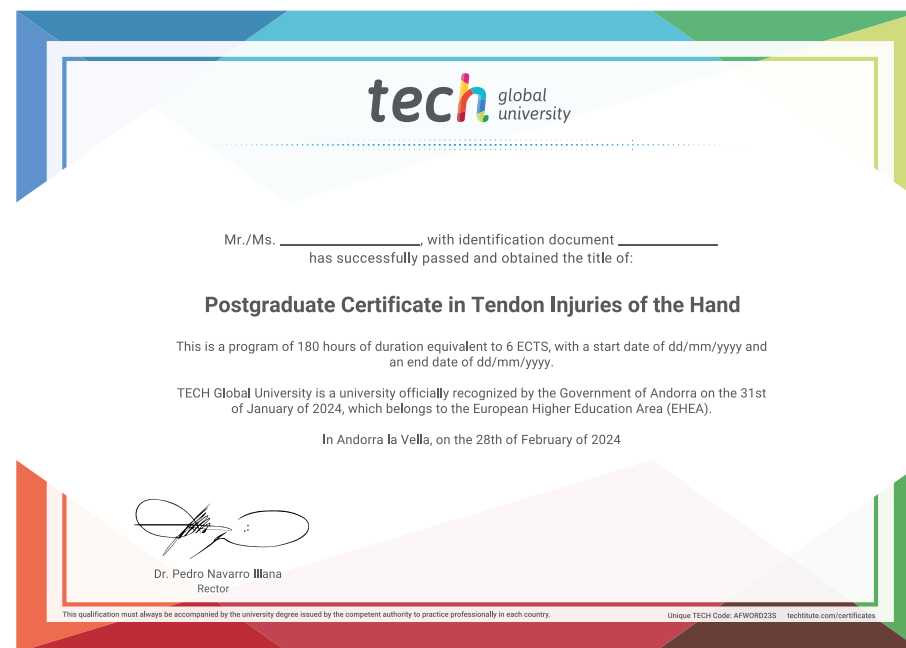 tech global
university
Mr./Ms. ____________, with identification document ____________
has successfully passed and obtained the title of:
Postgraduate Certificate in Tendon Injuries of the Hand
This is a program of 180 hours of duration equivalent to 6 ECTS, with a start date of dd/mm/yyyy and
an end date of dd/mm/yyyy.
TECH Global University is a university officially recognized by the Government of Andorra on the 31st
of January of 2024, which belongs to the European Higher Education Area (EHEA).
In Andorra la Vella, on the 28th of February of 2024
Dr. Pedro Navarro Illana
Rector
This qualification must always be accompanied by the university degree issued by the competent authority to practice professionally in each country.
Unique TECH Code: AFWORD23S techtitute.com/certificates